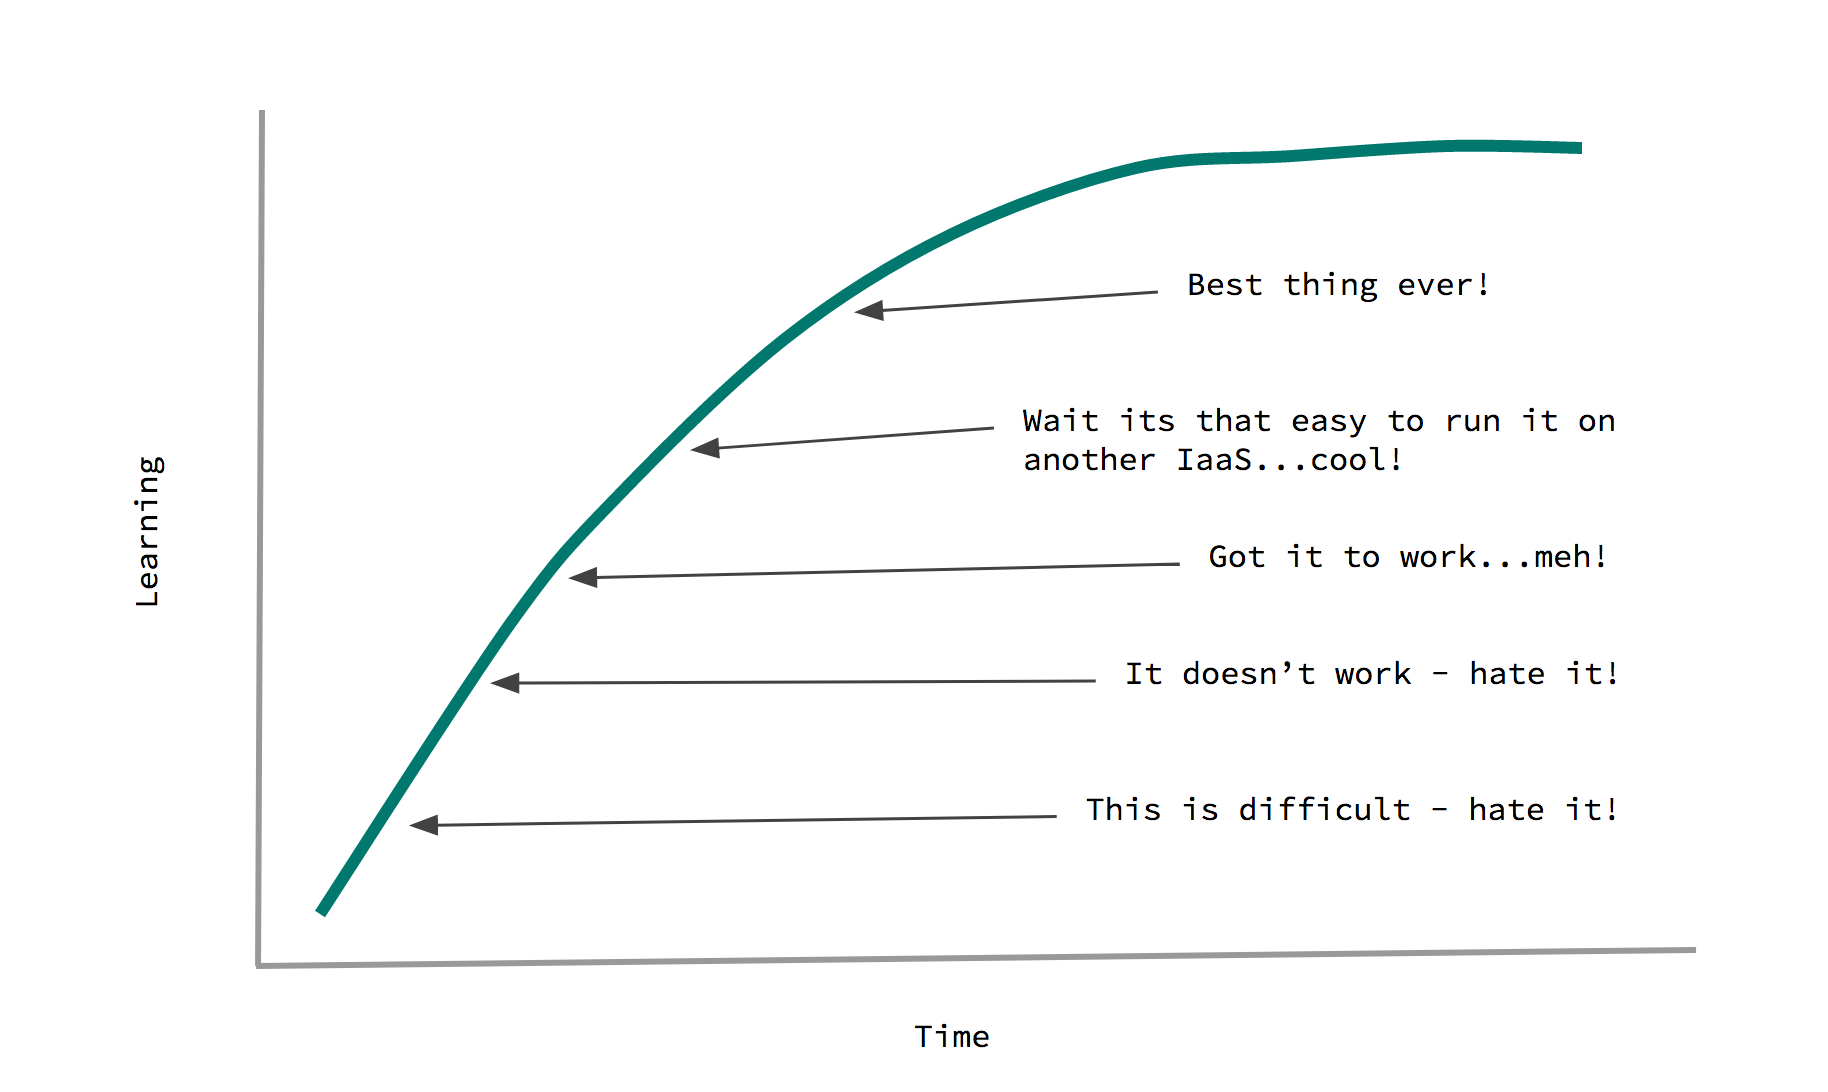 Best thing ever!
Wait its that easy to run it on
another IaaS...cool!
Got it to work...meh!
It doesn’t work - hate it!
This is difficult - hate it!
Learning
Time